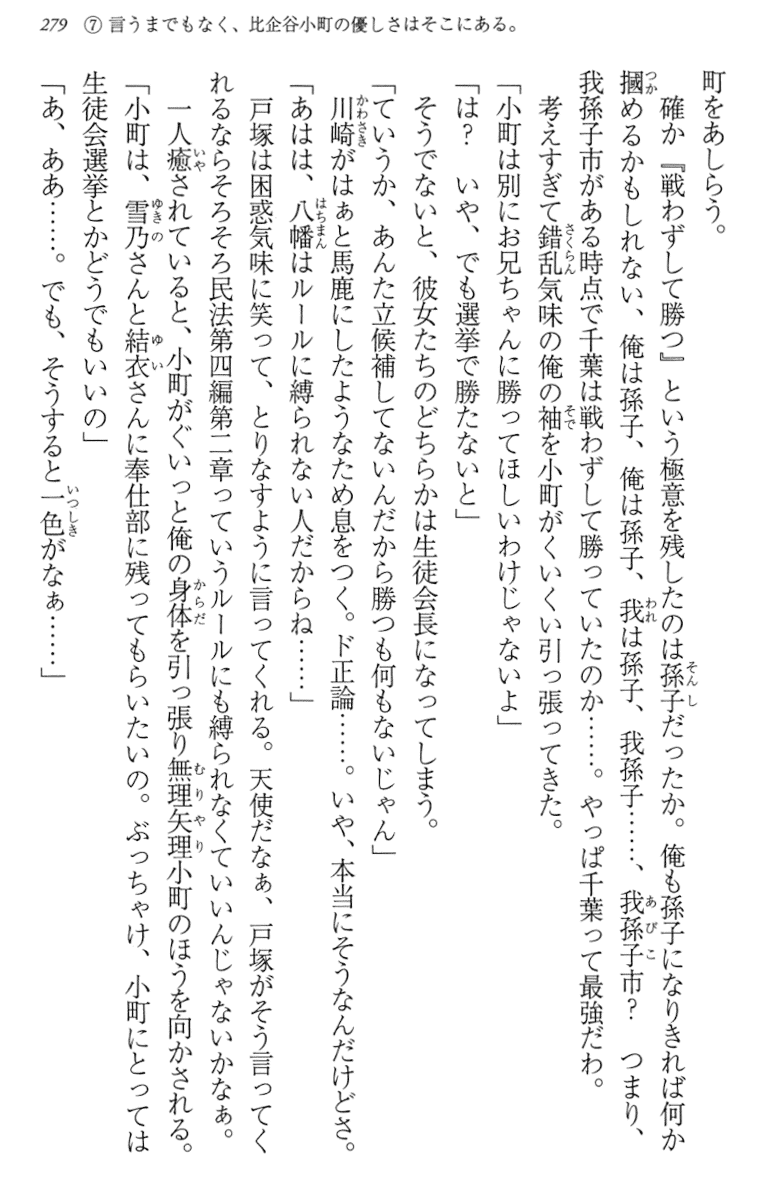 279　⑦ 言うまでもなく、比企谷小町の優しさはそこにある。
町をあしらう。
　確か『戦わずして勝つ』という極意を残したのは孫子だったか。俺も孫子になりきれば何か
摑めるかもしれない、俺は孫子、俺は孫子、我は孫子、我孫子……、我孫子市？　つまり、
我孫子市がある時点で千葉は戦わずして勝っていたのか……。やっぱ千葉って最強だわ。
　考えすぎて錯乱気味の俺の袖を小町がくいくい引っ張ってきた。
「小町は別にお兄ちゃんに勝ってほしいわけじゃないよ」
「は？　いや、でも選挙で勝たないと」
　そうでないと、彼女たちのどちらかは生徒会長になってしまう。
「ていうか、あんた立候補してないんだから勝つも何もないじゃん」
　川崎がはぁと馬鹿にしたようなため息をつく。ド正論……。いや、本当にそうなんだけどさ。
「あはは、八幡はルールに縛られない人だからね……」
　戸塚は困惑気味に笑って、とりなすように言ってくれる。天使だなぁ、戸塚がそう言ってく
れるならそろそろ民法第四編第二章っていうルールにも縛られなくていいんじゃないかなぁ。
　一人癒されていると、小町がぐいっと俺の身体を引っ張り無理矢理小町のほうを向かされる。
「小町は、雪乃さんと結衣さんに奉仕部に残ってもらいたいの。ぶっちゃけ、小町にとっては
生徒会選挙とかどうでもいいの」
「あ、ああ……。でも、そうすると一色がなぁ……」